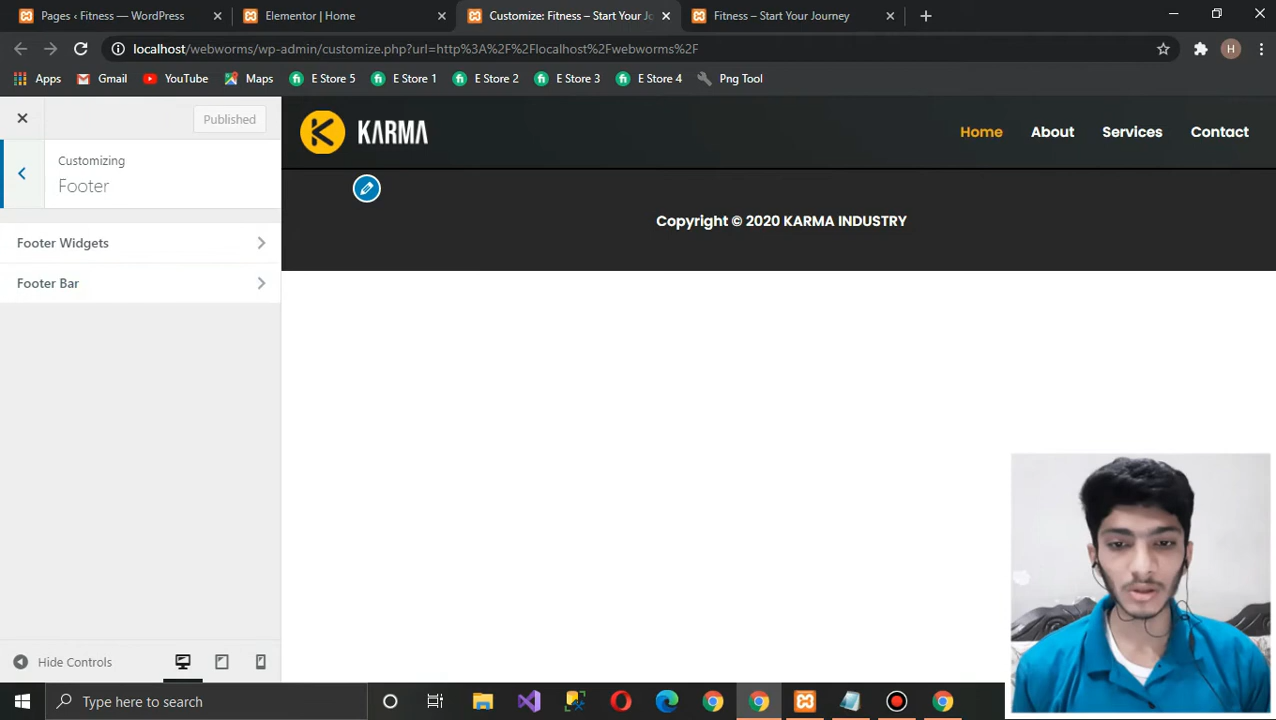 Pages ‹ Fitness — WordPress
Elementor | Home
Customize: Fitness – Start Your Jo
Fitness – Start Your Journey
localhost/webworms/wp-admin/customize.php?url=http%3A%2F%2Flocalhost%2Fwebworms%2F
H
Apps
Gmail
YouTube
Maps
E Store 5
E Store 1
E Store 2
E Store 3
E Store 4
Png Tool
Published
Customizing
Footer
Footer Widgets
Footer Bar
KARMA
Home
About
Services
Contact
Copyright © 2020 KARMA INDUSTRY
Hide Controls
Type here to search